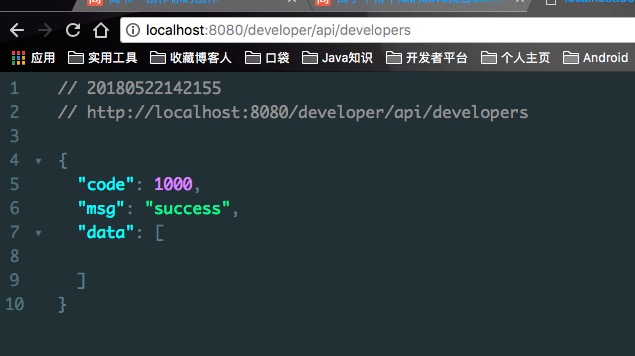 localhost:8080/developer/api/developers
应用 实用工具 收藏博客人 口袋 Java知识 开发者平台 个人主页 Android
1 // 20180522142155
2 // http://localhost:8080/developer/api/developers
3
4 {
5 "code": 1000,
6 "msg": "success",
7 "data": [
8
9 ]
10 }